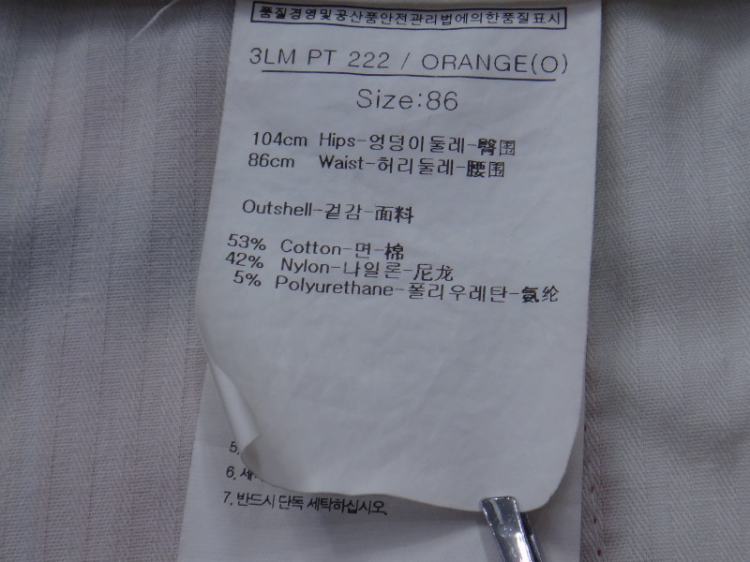 품질경영및공산품안전관리법에의한품질표시
3LM PT 222 / ORANGE(O)
Size:86
104cm Hips-엉덩이둘레-臀围
86cm Waist-허리둘레-腰围
Outshell-겉감-面料
53% Cotton-면-棉
42% Nylon-나일론-尼龙
5% Polyurethane-폴리우레탄-氨纶
5.
6.
7. 반드시 단독 세탁하십시오.